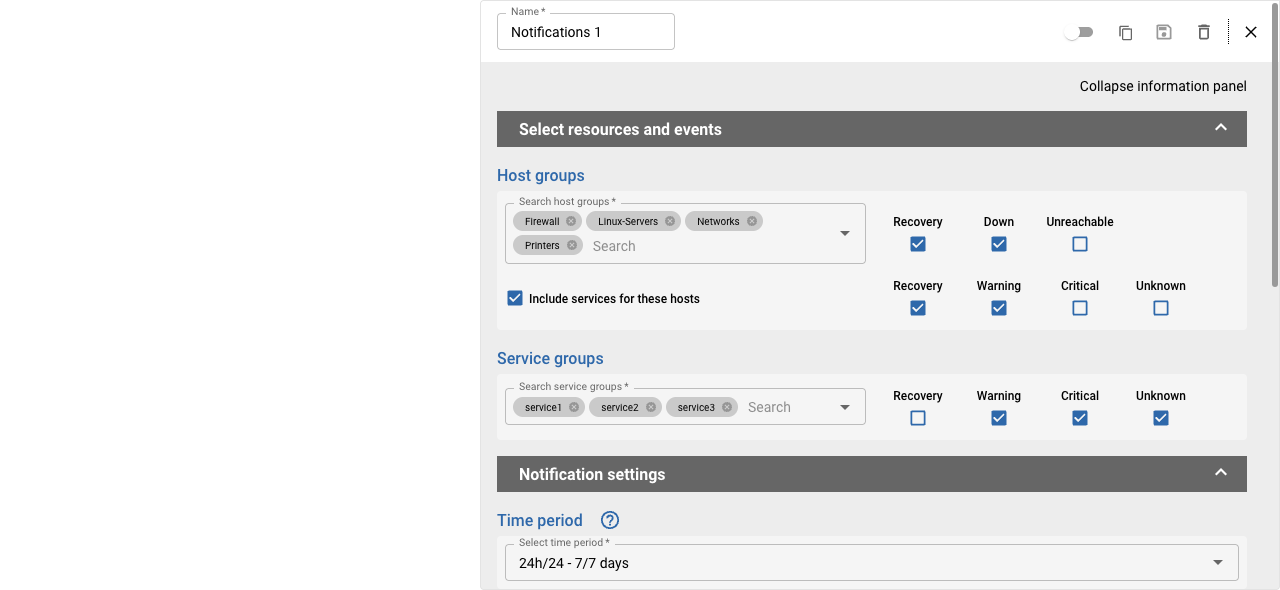 Name *
Notifications 1
Collapse information panel
Select resources and events
Host groups
Search host groups *
Firewall Linux-Servers Networks
Printers Search
Recovery Down Unreachable
Include services for these hosts
Recovery Warning Critical Unknown
Service groups
Search service groups *
service1 service2 service3 Search
Recovery Warning Critical Unknown
Notification settings
Time period ?
Select time period *
24h/24 - 7/7 days